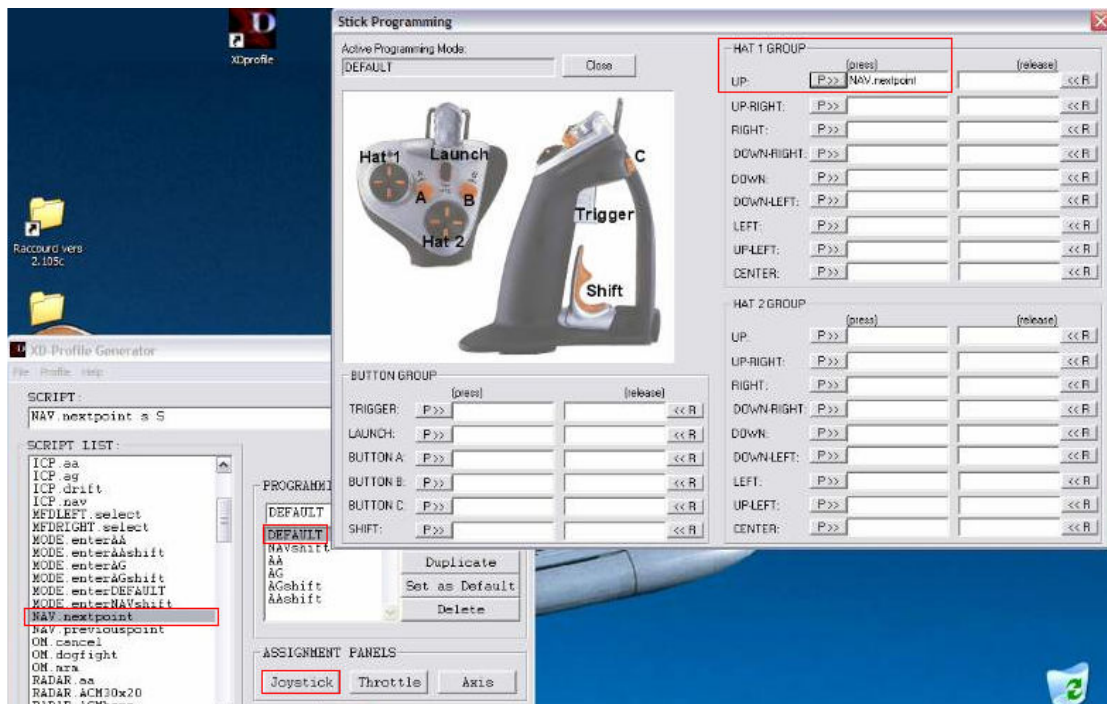 XDprofile
Raccourci vers
2.105c
Stick Programming
Active Programming Mode:
DEFAULT
Close
Hat 1
Launch
A
B
Hat 2
C
Trigger
Shift
BUTTON GROUP
(press) (release)
TRIGGER: P>> <<R
LAUNCH: P>> <<R
BUTTON A: P>> <<R
BUTTON B: P>> <<R
BUTTON C: P>> <<R
SHIFT: P>> <<R
HAT 1 GROUP
(press) (release)
UP: P>> NAV.nextpoint <<R
UP-RIGHT: P>> <<R
RIGHT: P>> <<R
DOWN-RIGHT: P>> <<R
DOWN: P>> <<R
DOWN-LEFT: P>> <<R
LEFT: P>> <<R
UP-LEFT: P>> <<R
CENTER: P>> <<R
HAT 2 GROUP
(press) (release)
UP: P>> <<R
UP-RIGHT: P>> <<R
RIGHT: P>> <<R
DOWN-RIGHT: P>> <<R
DOWN: P>> <<R
DOWN-LEFT: P>> <<R
LEFT: P>> <<R
UP-LEFT: P>> <<R
CENTER: P>> <<R
XD-Profile Generator
File Profile Help
SCRIPT:
NAV.nextpoint s S
SCRIPT LIST:
ICP.aa
ICP.ag
ICP.drift
ICP.nav
MFDLEFT.select
MFDRIGHT.select
MODE.enterAA
MODE.enterAAshift
MODE.enterAG
MODE.enterAGshift
MODE.enterDEFAULT
MODE.enterNAVshift
NAV.nextpoint
NAV.previouspoint
OM.cancel
OM.dogfight
OM.mrm
RADAR.aa
RADAR.ACM30x20
PROGRAMMI
DEFAULT
DEFAULT
NAVshift
AA
AG
AGshift
AAshift
Duplicate
Set as Default
Delete
ASSIGNMENT PANELS
Joystick Throttle Axis